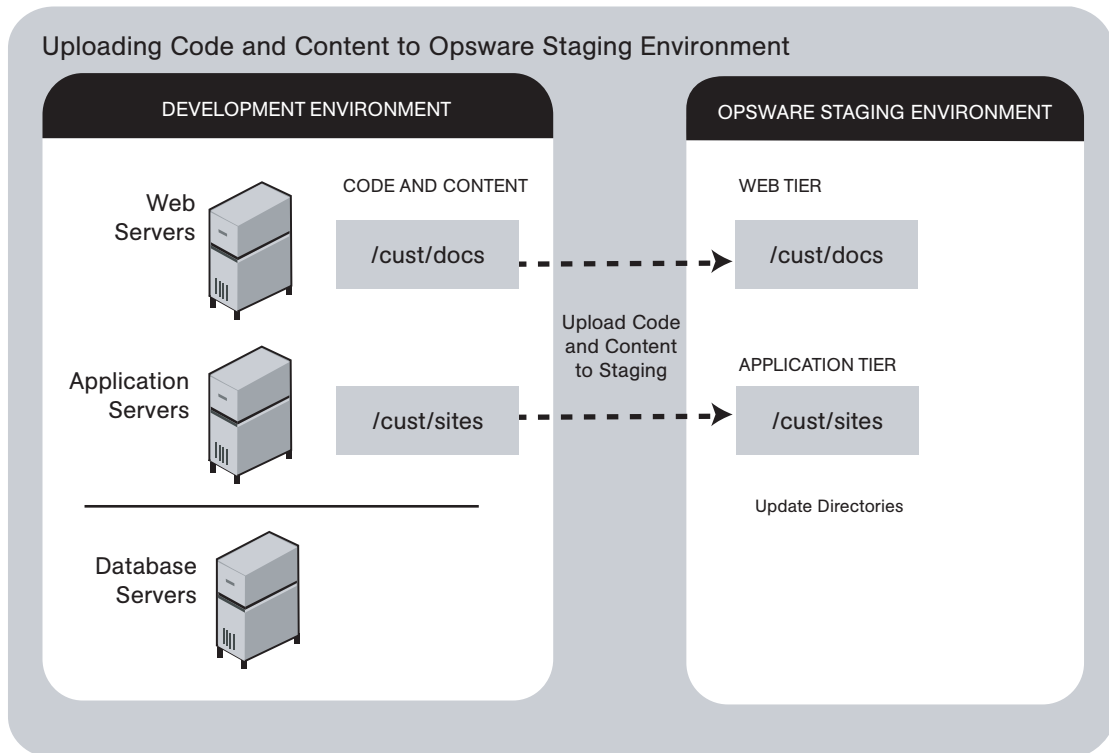 Uploading Code and Content to Opsware Staging Environment
DEVELOPMENT ENVIRONMENT
Web
Servers
CODE AND CONTENT
/cust/docs
Application
Servers
/cust/sites
Database
Servers
Upload Code
and Content
to Staging
OPSWARE STAGING ENVIRONMENT
WEB TIER
/cust/docs
APPLICATION TIER
/cust/sites
Update Directories